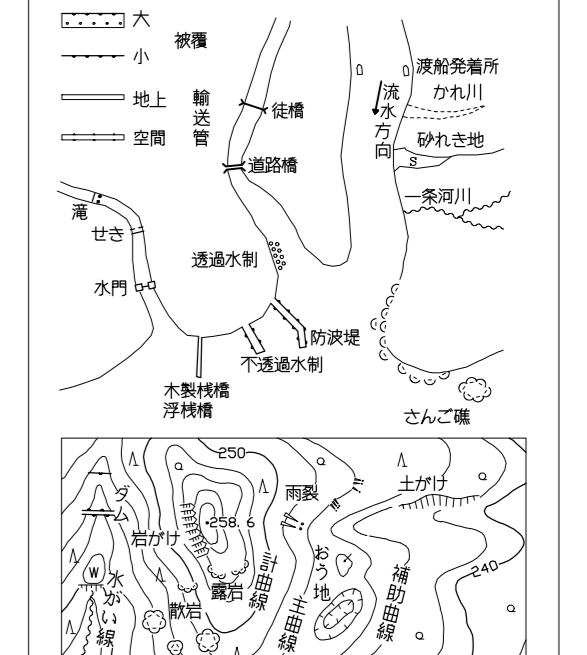 大
小
被覆
地上
空間
輸送管
徒橋
道路橋
流水方向
渡船発着所
かれ川
砂れき地
s
一条河川
滝
せき
水門
透過水制
防波堤
不透過水制
木製桟橋
浮桟橋
さんご礁
250
ダム
岩がけ
258.6
雨裂
土がけ
W
水がい線
散岩
露岩
計曲線
主曲線
おう地
補助曲線
240